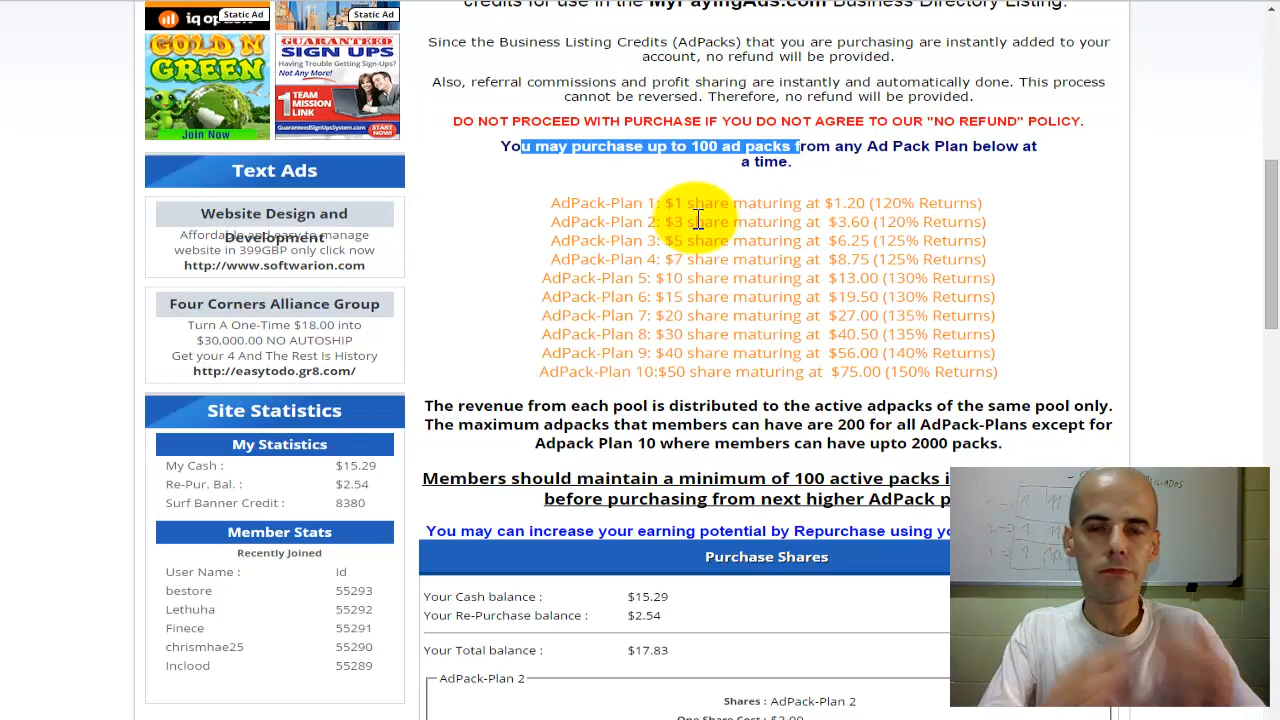 iq option
Static Ad
Static Ad
GOLD N
GREEN
Join Now
GUARANTEED
SIGN UPS
Having Trouble Getting Sign-Ups?
Not Any More!
1 TEAM
MISSION
LINK
GuaranteedSignUpsSystem.com
START
NOW!
Text Ads
Website Design and
Development
Affordable and easy to manage
website in 399GBP only click now
http://www.softwarion.com
Four Corners Alliance Group
Turn A One-Time $18.00 into
$30,000.00 NO AUTOSHIP
Get your 4 And The Rest Is History
http://easytodo.gr8.com/
Site Statistics
My Statistics
My Cash : $15.29
Re-Pur. Bal. : $2.54
Surf Banner Credit : 8380
Member Stats
Recently Joined
User Name : Id
bestore 55293
Lethuha 55292
Finece 55291
chrismhae25 55290
Inclood 55289
credits for use in the MyPayingAds.com Business Directory Listing.
Since the Business Listing Credits (AdPacks) that you are purchasing are instantly added to your
account, no refund will be provided.
Also, referral commissions and profit sharing are instantly and automatically done. This process
cannot be reversed. Therefore, no refund will be provided.
DO NOT PROCEED WITH PURCHASE IF YOU DO NOT AGREE TO OUR "NO REFUND" POLICY.
You may purchase up to 100 ad packs from any Ad Pack Plan below at
a time.
AdPack-Plan 1: $1 share maturing at $1.20 (120% Returns)
AdPack-Plan 2: $3 share maturing at $3.60 (120% Returns)
AdPack-Plan 3: $5 share maturing at $6.25 (125% Returns)
AdPack-Plan 4: $7 share maturing at $8.75 (125% Returns)
AdPack-Plan 5: $10 share maturing at $13.00 (130% Returns)
AdPack-Plan 6: $15 share maturing at $19.50 (130% Returns)
AdPack-Plan 7: $20 share maturing at $27.00 (135% Returns)
AdPack-Plan 8: $30 share maturing at $40.50 (135% Returns)
AdPack-Plan 9: $40 share maturing at $56.00 (140% Returns)
AdPack-Plan 10:$50 share maturing at $75.00 (150% Returns)
The revenue from each pool is distributed to the active adpacks of the same pool only.
The maximum adpacks that members can have are 200 for all AdPack-Plans except for
Adpack Plan 10 where members can have upto 2000 packs.
Members should maintain a minimum of 100 active packs i
before purchasing from next higher AdPack p
You may can increase your earning potential by Repurchase using yo
Purchase Shares
Your Cash balance : $15.29
Your Re-Purchase balance : $2.54
Your Total balance : $17.83
AdPack-Plan 2
Shares : AdPack-Plan 2
One Share Cost : $3.00